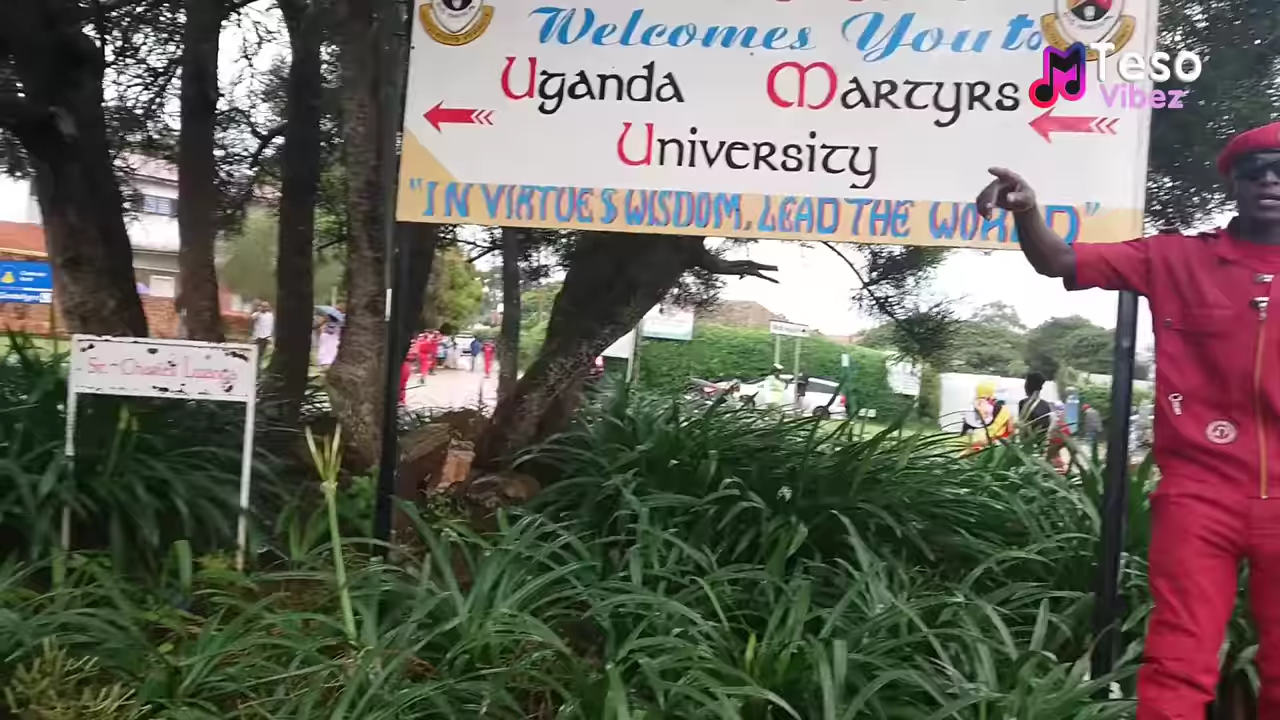 Welcomes You to
Uganda Martyrs
University
"IN VIRTUE & WISDOM, LEAD THE WORLD"
Teso
Vibez